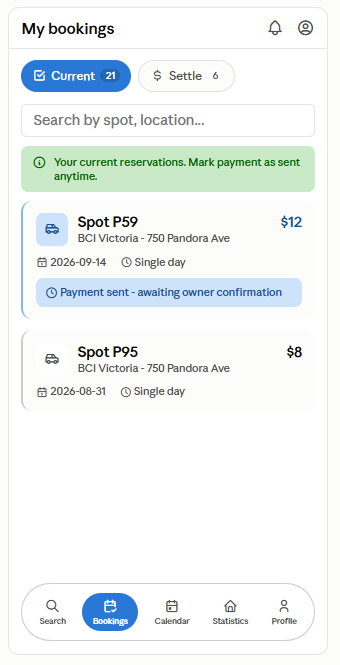 My bookings
Current 21
$ Settle 6
Search by spot, location...
Your current reservations. Mark payment as sent
anytime.
Spot P59 $12
BCI Victoria - 750 Pandora Ave
2026-09-14 Single day
Payment sent - awaiting owner confirmation
Spot P95 $8
BCI Victoria - 750 Pandora Ave
2026-08-31 Single day
Search Bookings Calendar Statistics Profile